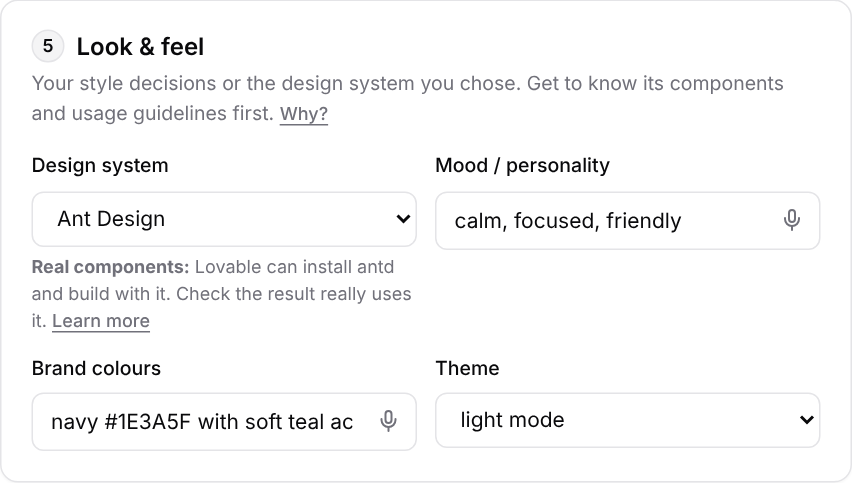 5 Look & feel
Your style decisions or the design system you chose. Get to know its components
and usage guidelines first. Why?
Design system
Mood / personality
Ant Design
calm, focused, friendly
Real components: Lovable can install antd
and build with it. Check the result really uses
it. Learn more
Brand colours
Theme
navy #1E3A5F with soft teal ac
light mode